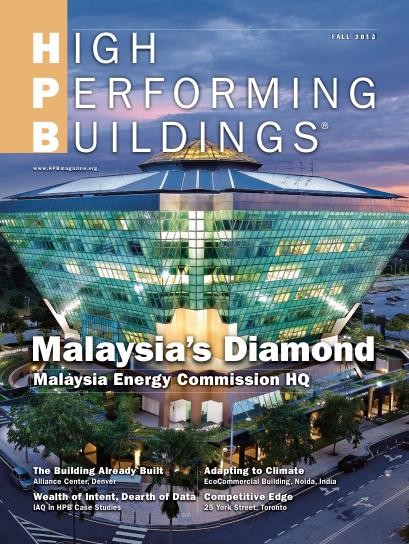 FALL 2013
HIGH
PERFORMING
BUILDINGS®
www.HPBmagazine.org
Malaysia's Diamond
Malaysia Energy Commission HQ
The Building Already Built
Alliance Center, Denver
Wealth of Intent, Dearth of Data
IAQ in HPB Case Studies
Adapting to Climate
EcoCommercial Building, Noida, India
Competitive Edge
25 York Street, Toronto